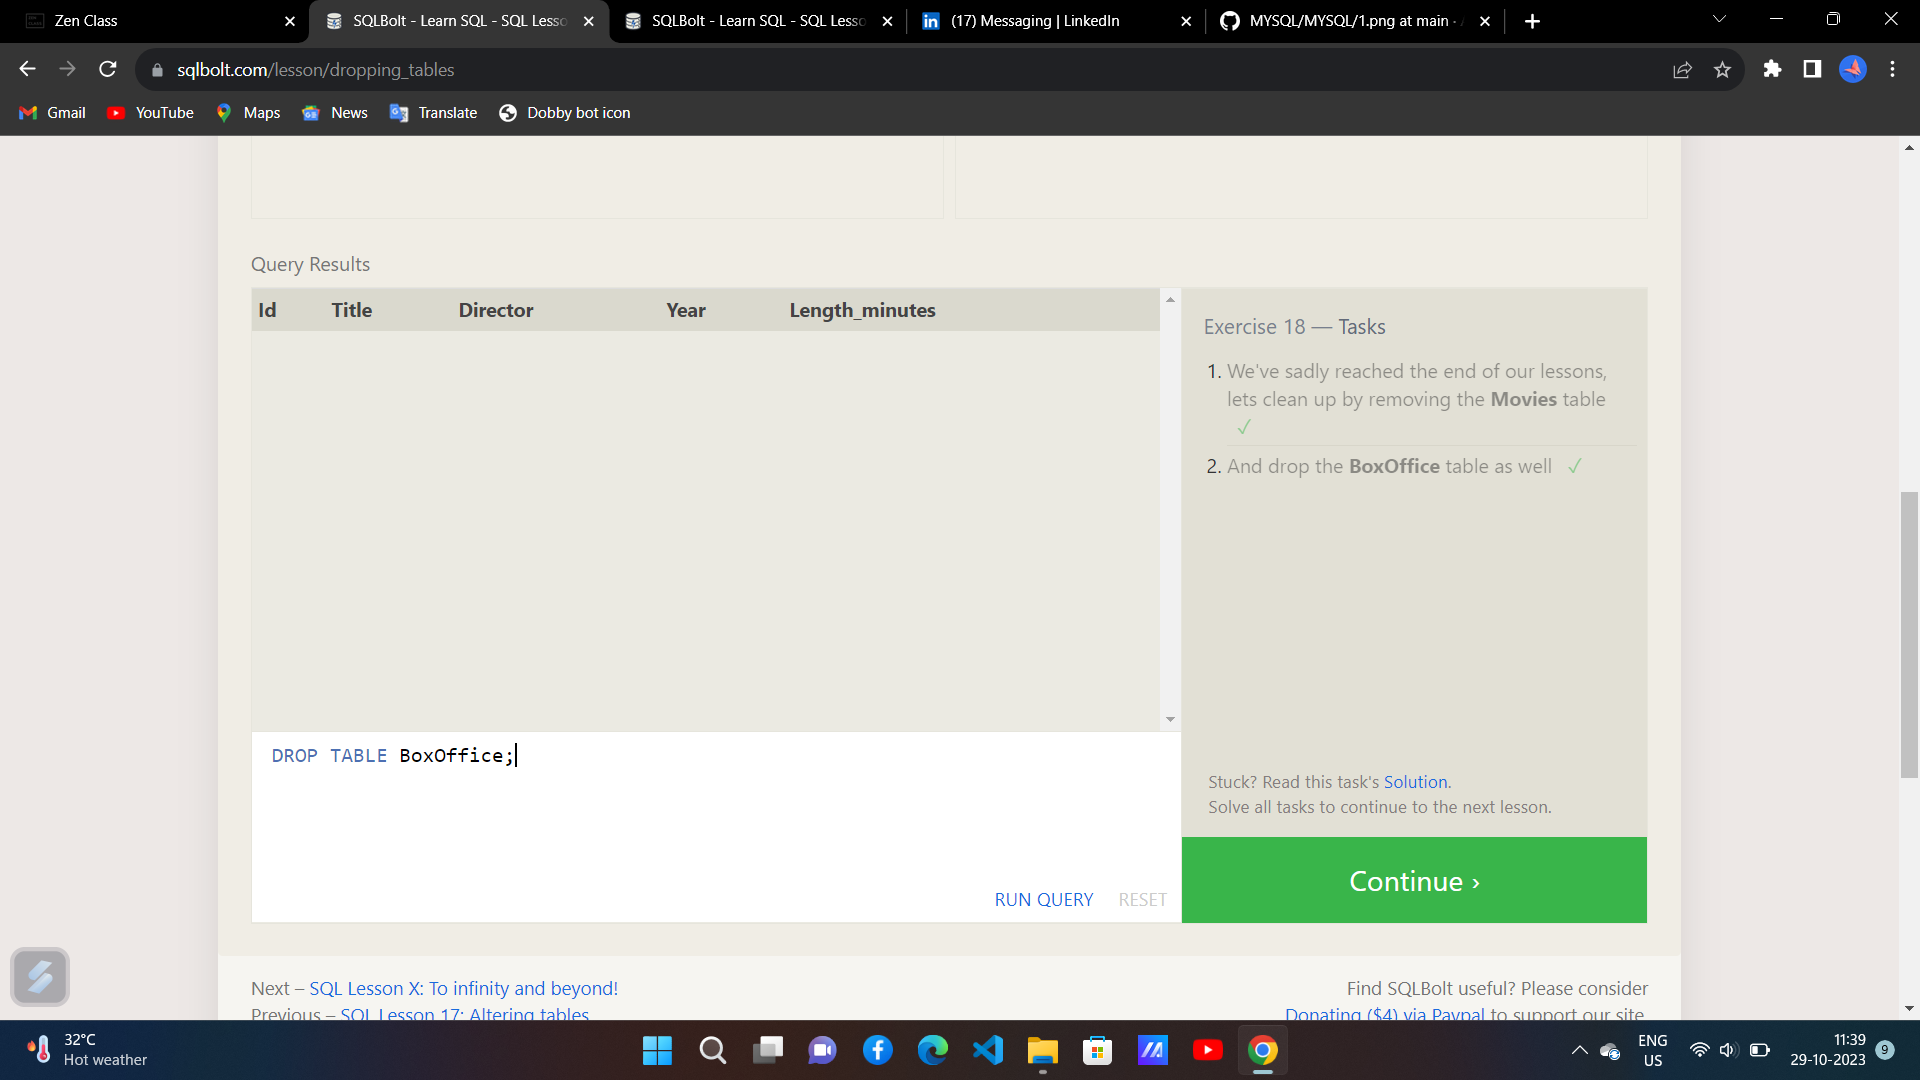 Zen Class
SQLBolt - Learn SQL - SQL Lesso
SQLBolt - Learn SQL - SQL Lesso
(17) Messaging | LinkedIn
MYSQL/MYSQL/1.png at main ·
sqlbolt.com/lesson/dropping_tables
Gmail
YouTube
Maps
News
Translate
Dobby bot icon
Query Results
Id Title Director Year Length_minutes
Exercise 18 — Tasks
1. We've sadly reached the end of our lessons,
lets clean up by removing the Movies table
✓
2. And drop the BoxOffice table as well ✓
DROP TABLE BoxOffice;
Stuck? Read this task's Solution.
Solve all tasks to continue to the next lesson.
RUN QUERY RESET
Continue ›
Next – SQL Lesson X: To infinity and beyond!
Previous – SQL Lesson 17: Altering tables
Find SQLBolt useful? Please consider
Donating ($4) via Paypal to support our site.
32°C
Hot weather
ENG
US
11:39
29-10-2023
9